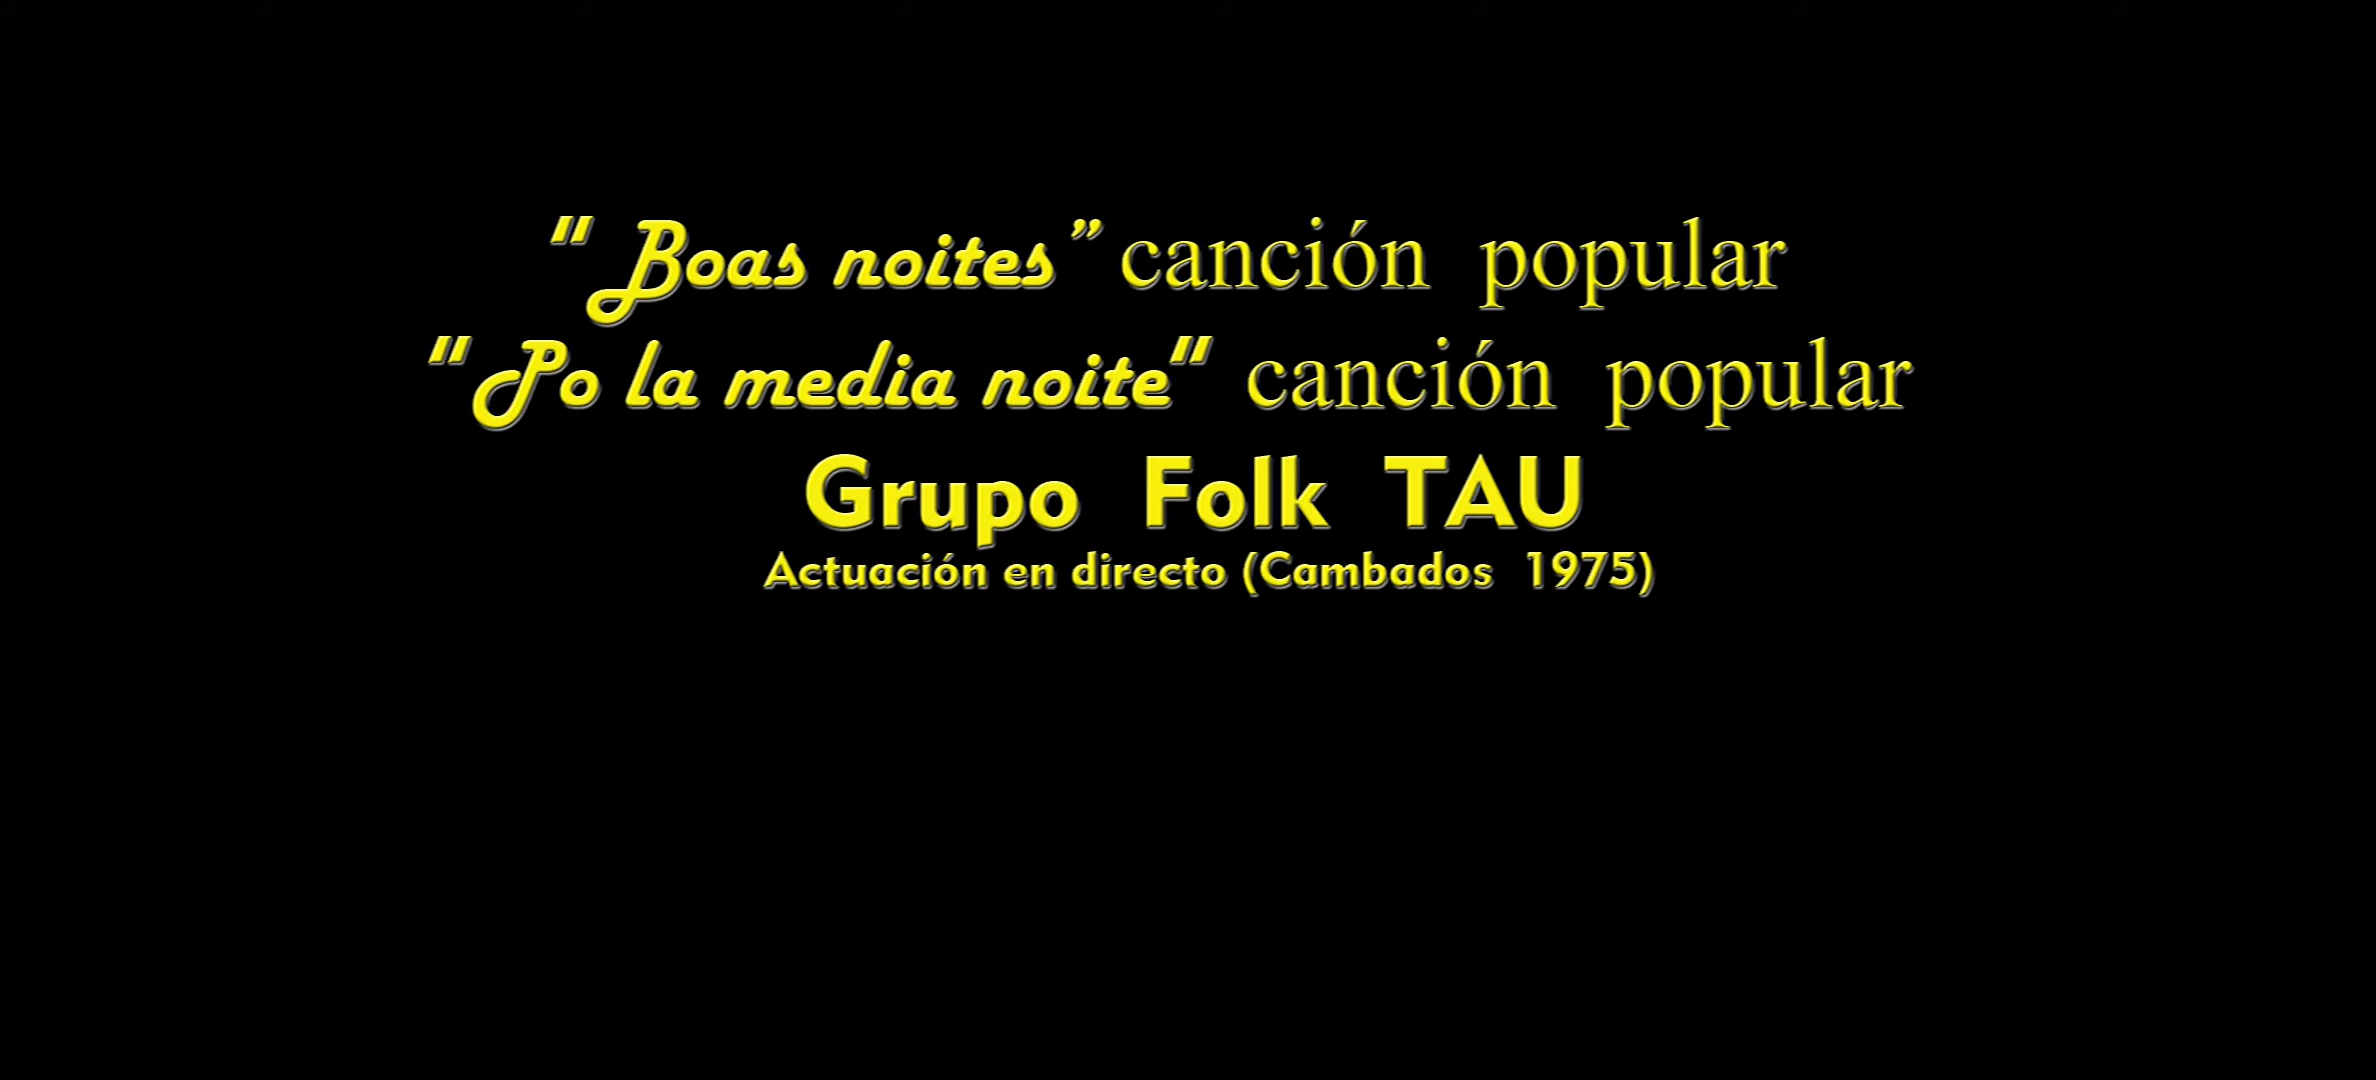 “ Boas noites” canción popular
“Po la media noite“ canción popular
Grupo Folk TAU
Actuación en directo (Cambados 1975)